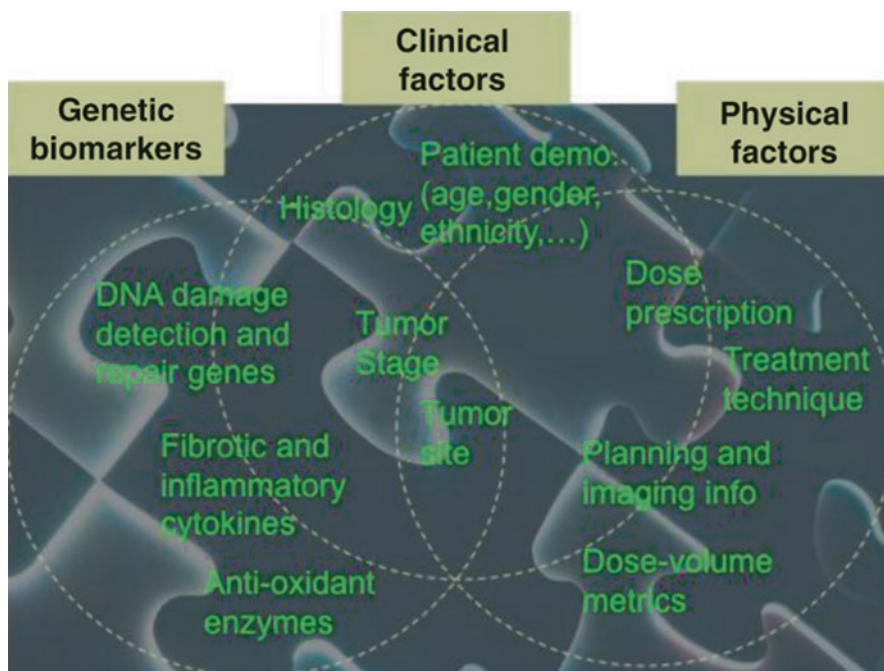 Clinical
factors
Genetic
biomarkers
Physical
factors
Patient demo.
(age,gender,
ethnicity,…)
Histology
DNA damage
detection and
repair genes
Tumor
Stage
Dose
prescription
Treatment
technique
Tumor
site
Fibrotic and
inflammatory
cytokines
Planning and
imaging info
Anti-oxidant
enzymes
Dose-volume
metrics